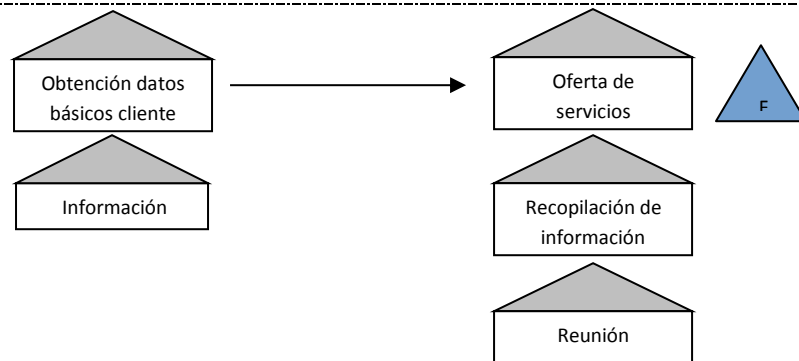 Obtención datos
básicos cliente
Oferta de
servicios
F
Información
Recopilación de
información
Reunión